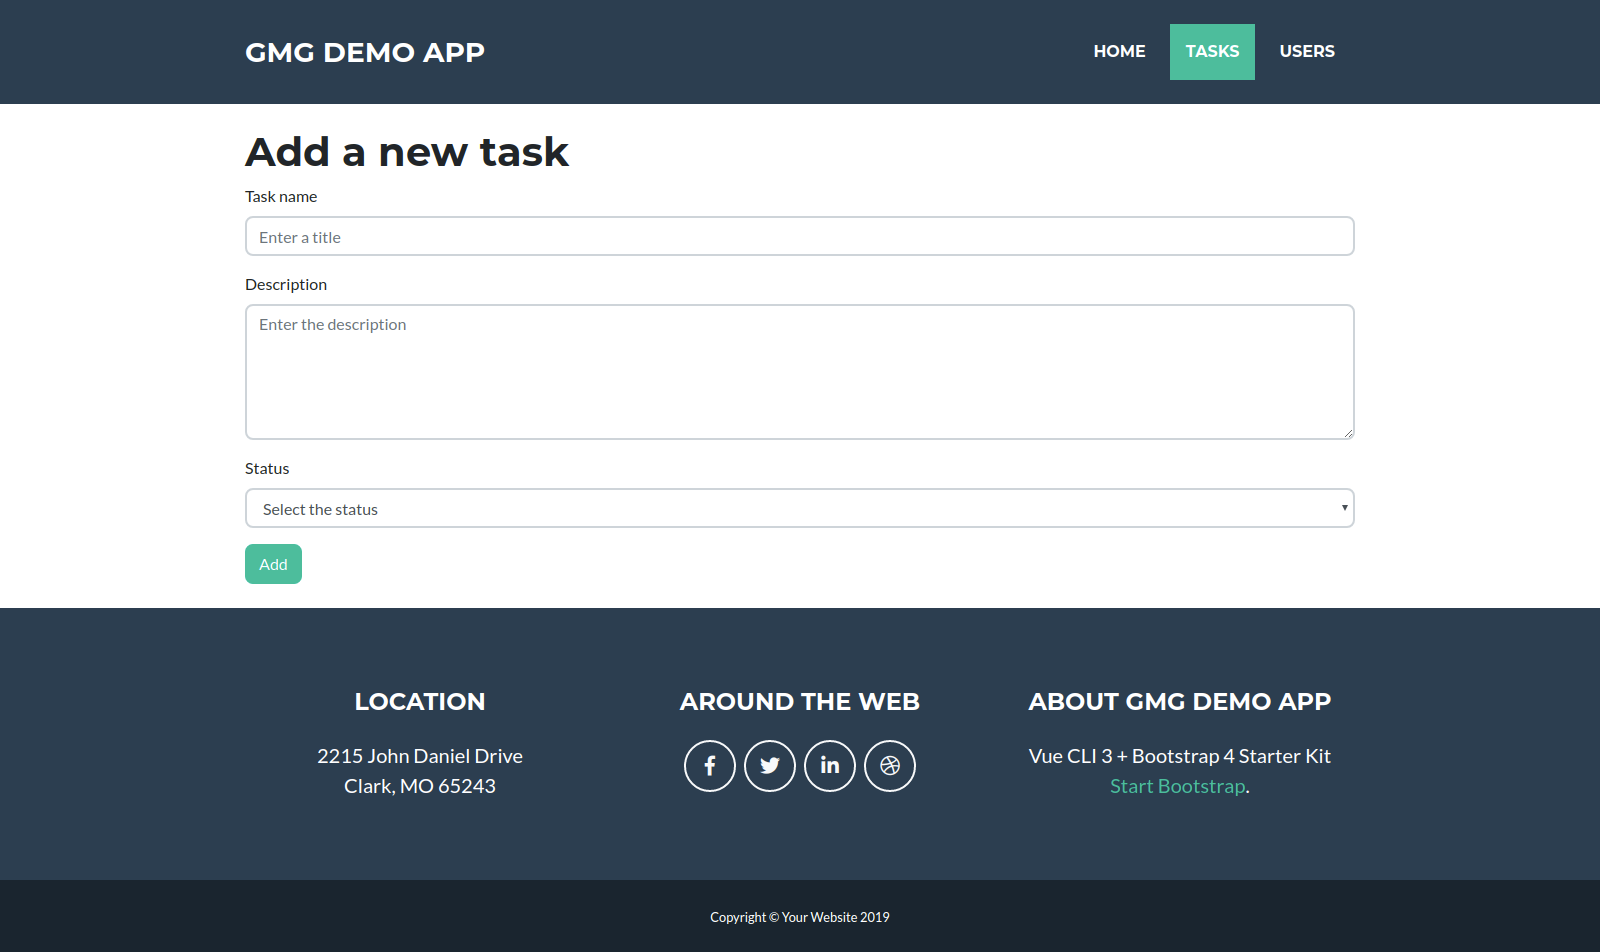 GMG DEMO APP
HOME
TASKS
USERS
Add a new task
Task name
Enter a title
Description
Enter the description
Status
Select the status
Add
LOCATION
2215 John Daniel Drive
Clark, MO 65243
AROUND THE WEB
ABOUT GMG DEMO APP
Vue CLI 3 + Bootstrap 4 Starter Kit
Start Bootstrap.
Copyright © Your Website 2019